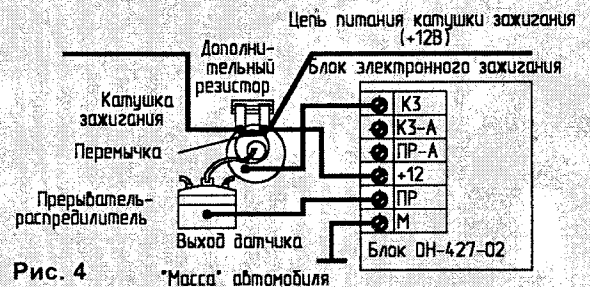 Цепь питания катушки зажигания
(+12В)
Дополни-
тельный
резистор
Блок электронного зажигания
Катушка
зажигания
Перемычка
Прерыватель-
распредилитель
Выход датчика
"Масса" автомобиля
КЗ
КЗ-А
ПР-А
+12
ПР
М
Блок ОН-427-02
Рис. 4